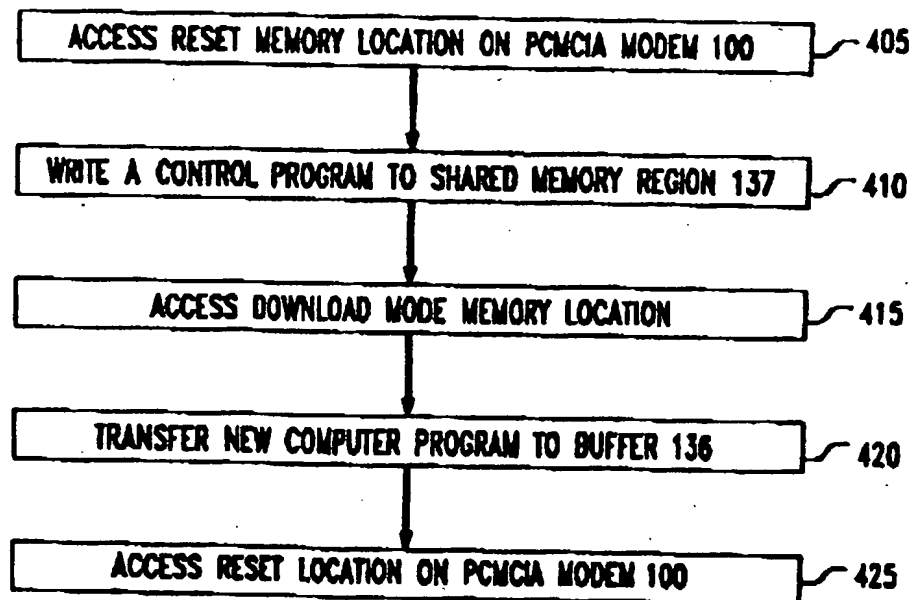 ACCESS RESET MEMORY LOCATION ON PCMCIA MODEM 100 405
WRITE A CONTROL PROGRAM TO SHARED MEMORY REGION 137 410
ACCESS DOWNLOAD MODE MEMORY LOCATION 415
TRANSFER NEW COMPUTER PROGRAM TO BUFFER 136 420
ACCESS RESET LOCATION ON PCMCIA MODEM 100 425